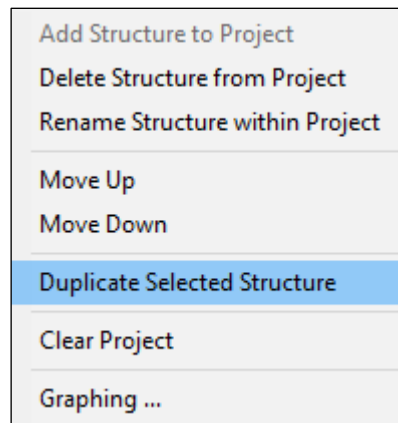 Add Structure to Project
Delete Structure from Project
Rename Structure within Project
Move Up
Move Down
Duplicate Selected Structure
Clear Project
Graphing ...